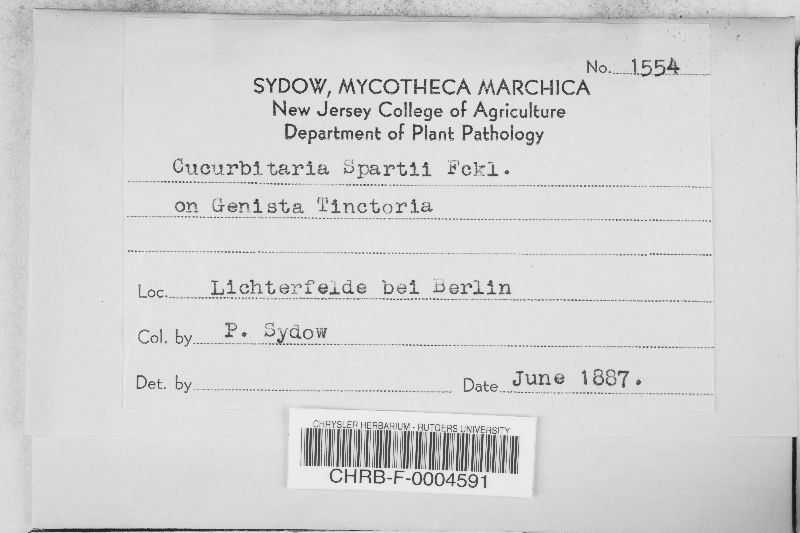 No. 1554
SYDOW, MYCOTHECA MARCHICA
New Jersey College of Agriculture
Department of Plant Pathology
Cucurbitaria Spartii Fckl.
on Genista Tinctoria
Loc. Lichterfelde bei Berlin
Col. by P. Sydow
Det. by Date June 1887.
CHRYSLER HERBARIUM - RUTGERS UNIVERSITY
CHRB-F-0004591